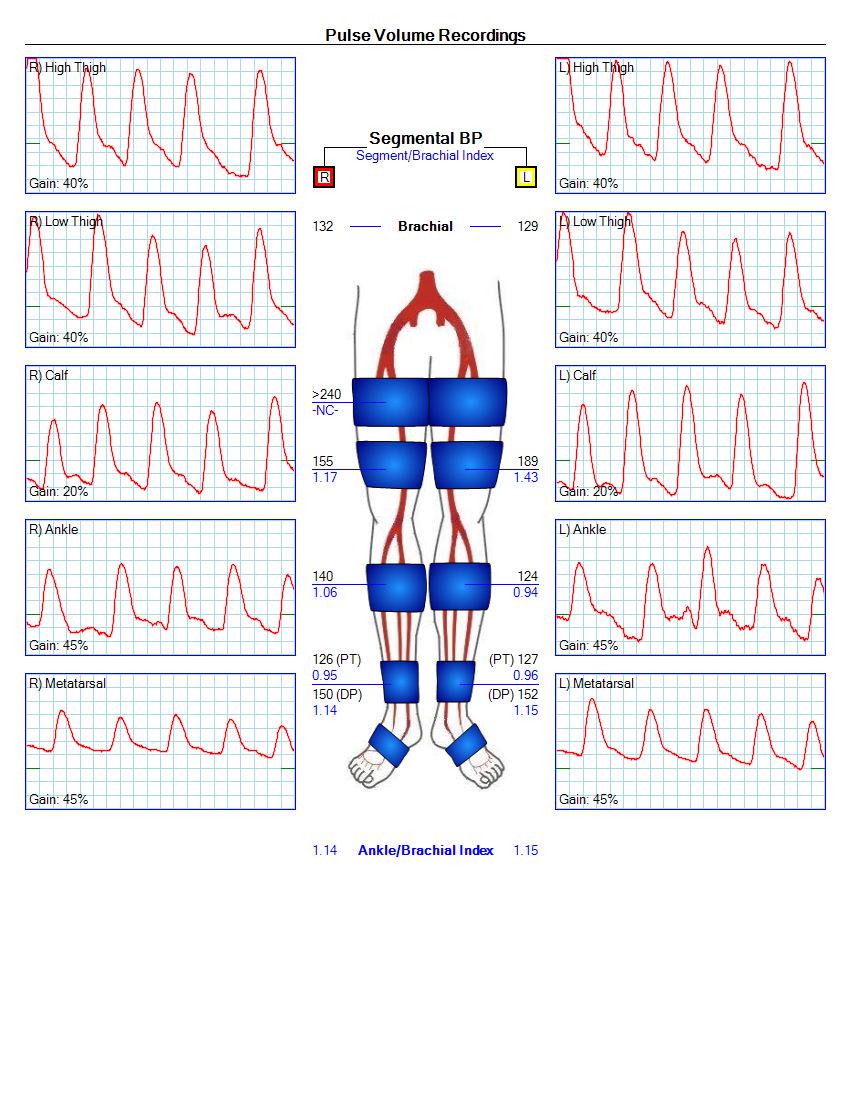 Pulse Volume Recordings
R) High Thigh
Gain: 40%
L) High Thigh
Gain: 40%
Segmental BP
Segment/Brachial Index
R
L
132 Brachial 129
R) Low Thigh
Gain: 40%
L) Low Thigh
Gain: 40%
R) Calf
Gain: 20%
L) Calf
Gain: 20%
>240
-NC-
155
1.17
189
1.43
R) Ankle
Gain: 45%
L) Ankle
Gain: 45%
140
1.06
124
0.94
126 (PT)
0.95
150 (DP)
1.14
(PT) 127
0.96
(DP) 152
1.15
R) Metatarsal
Gain: 45%
L) Metatarsal
Gain: 45%
1.14 Ankle/Brachial Index 1.15